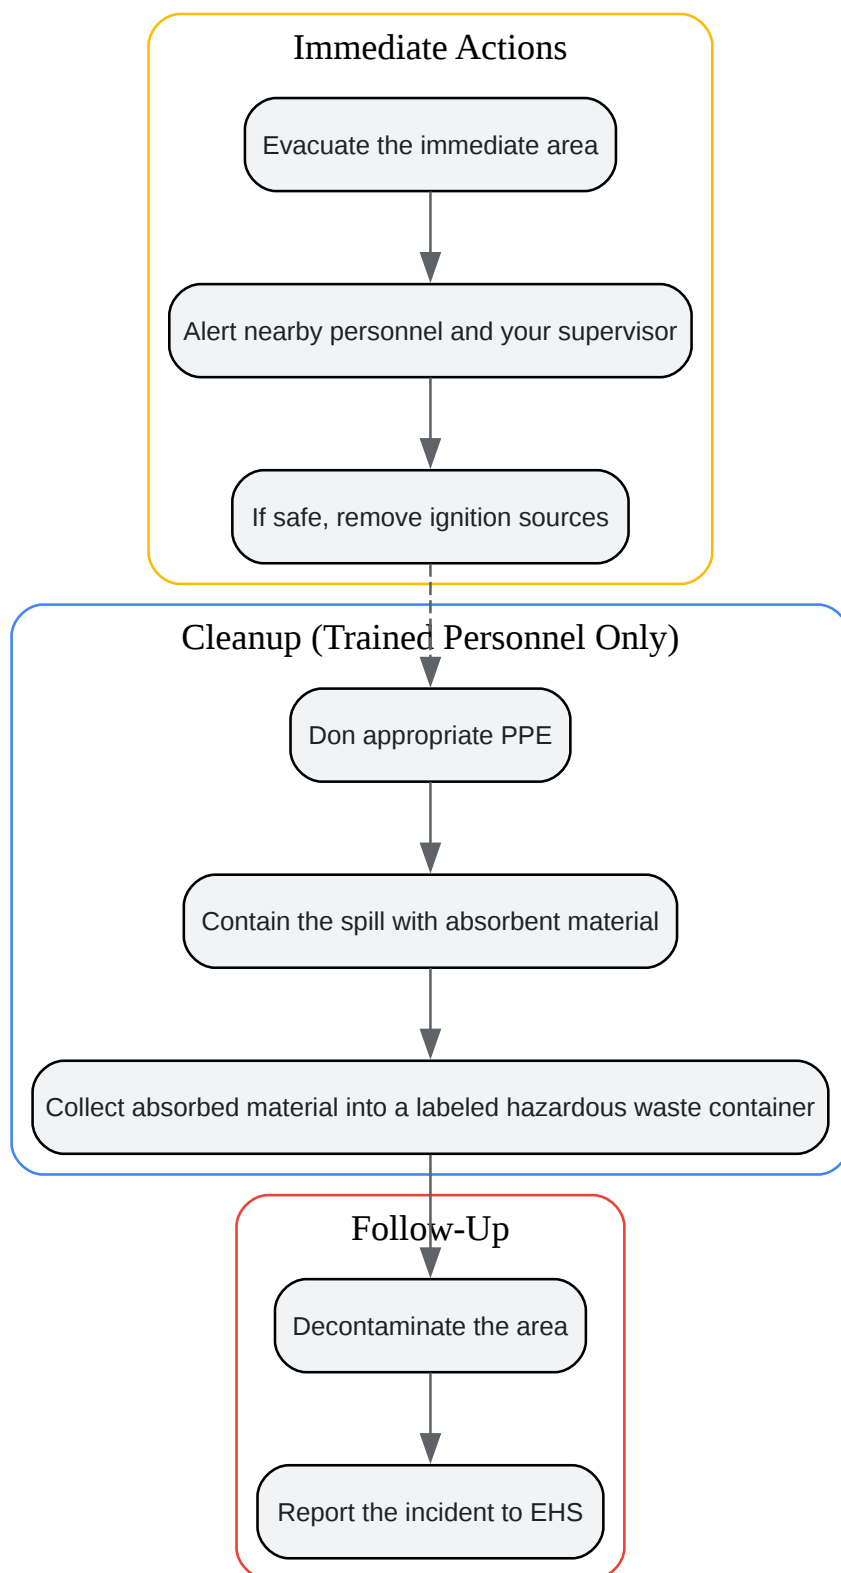 Immediate Actions
Evacuate the immediate area
Alert nearby personnel and your supervisor
If safe, remove ignition sources
Cleanup (Trained Personnel Only)
Don appropriate PPE
Contain the spill with absorbent material
Collect absorbed material into a labeled hazardous waste container
Follow-Up
Decontaminate the area
Report the incident to EHS